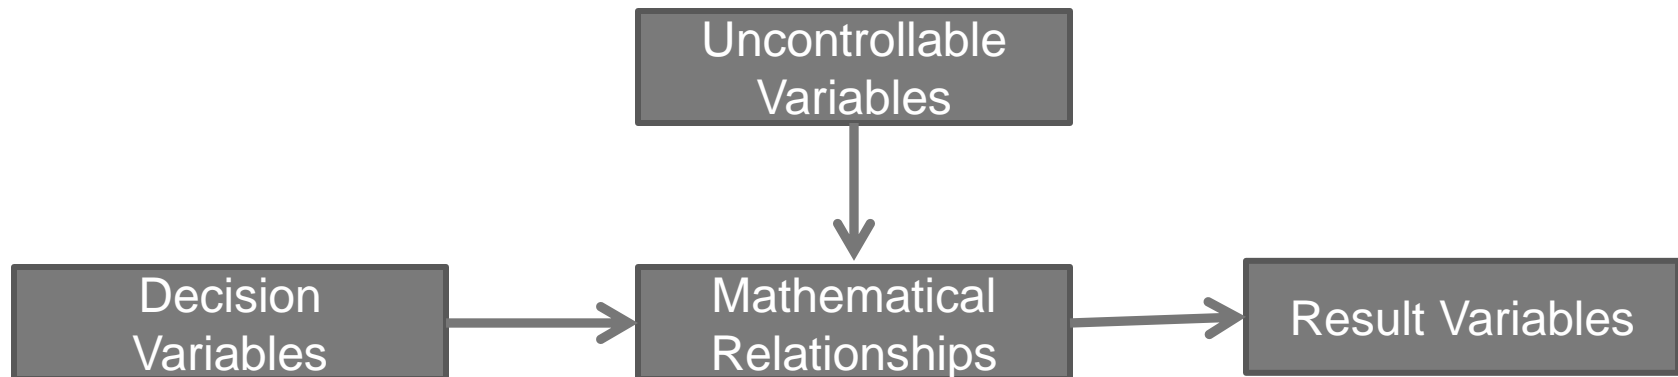 Uncontrollable
Variables
Decision
Variables
Mathematical
Relationships
Result Variables